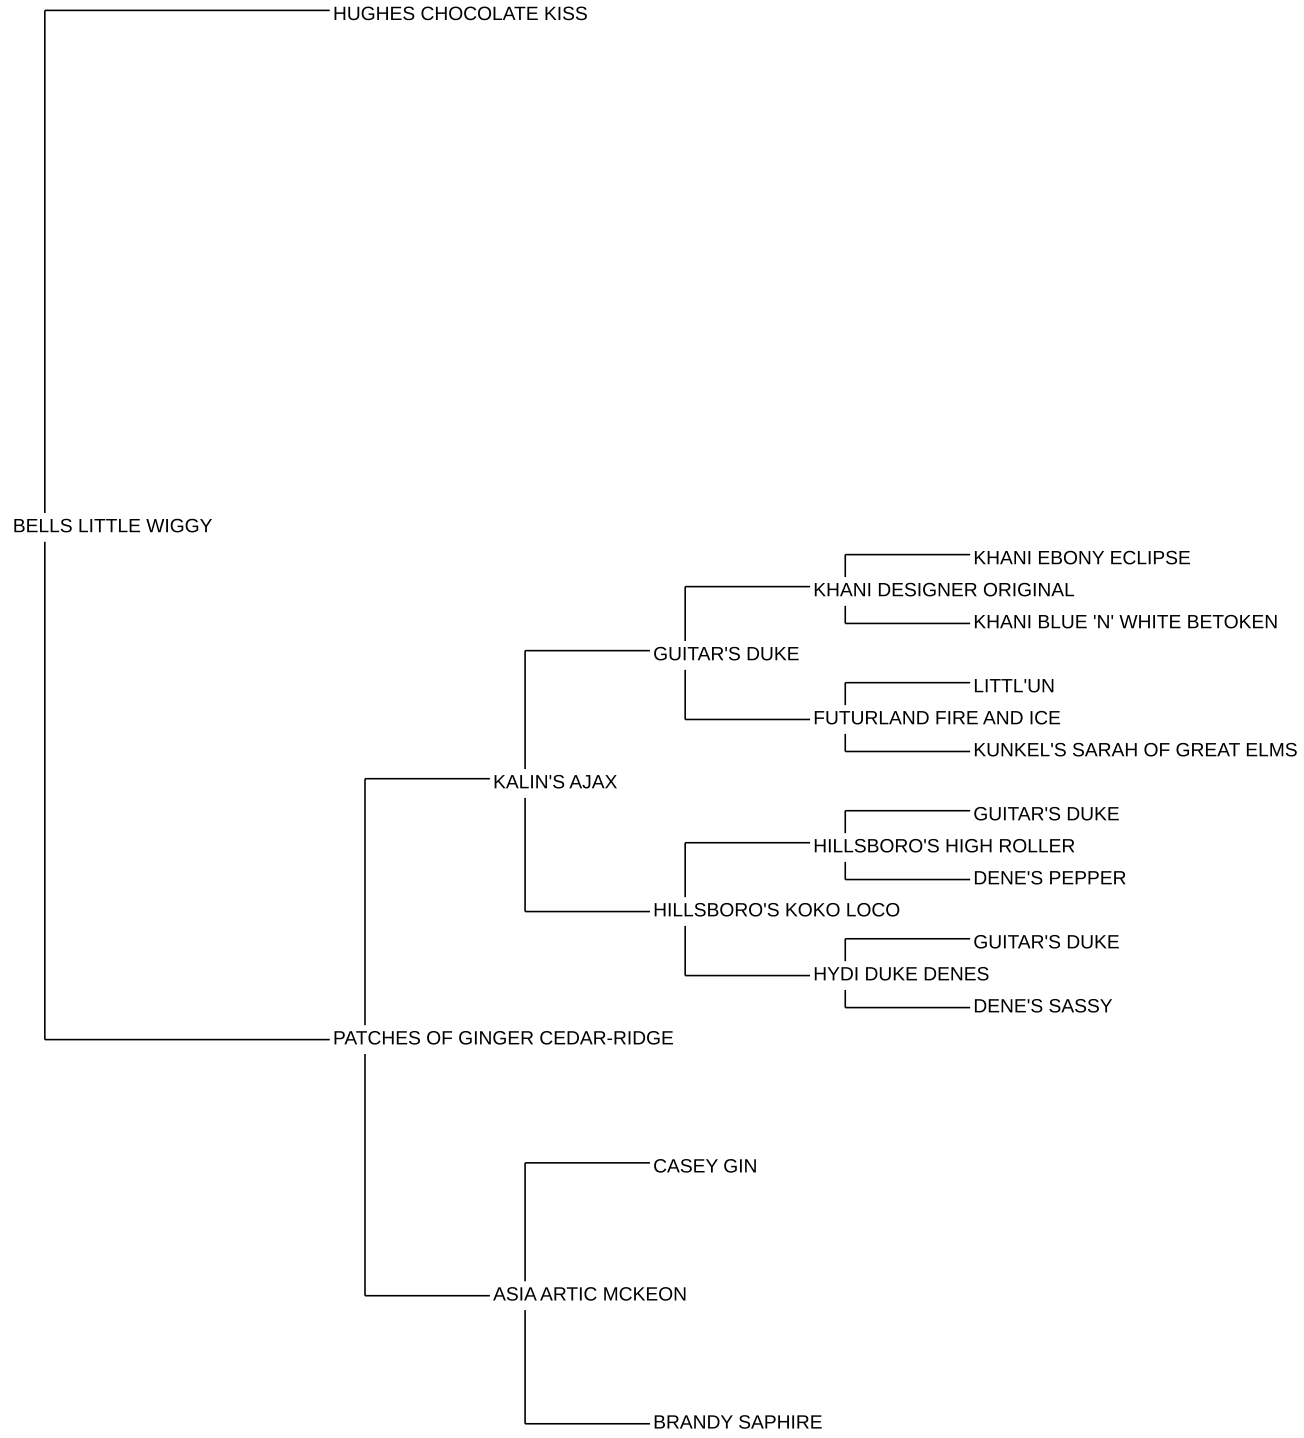 HUGHES CHOCOLATE KISS
BELLS LITTLE WIGGY
KHANI EBONY ECLIPSE
KHANI DESIGNER ORIGINAL
KHANI BLUE 'N' WHITE BETOKEN
GUITAR'S DUKE
LITTL'UN
FUTURLAND FIRE AND ICE
KUNKEL'S SARAH OF GREAT ELMS
KALIN'S AJAX
GUITAR'S DUKE
HILLSBORO'S HIGH ROLLER
DENE'S PEPPER
HILLSBORO'S KOKO LOCO
GUITAR'S DUKE
HYDI DUKE DENES
DENE'S SASSY
PATCHES OF GINGER CEDAR-RIDGE
CASEY GIN
ASIA ARTIC MCKEON
BRANDY SAPHIRE